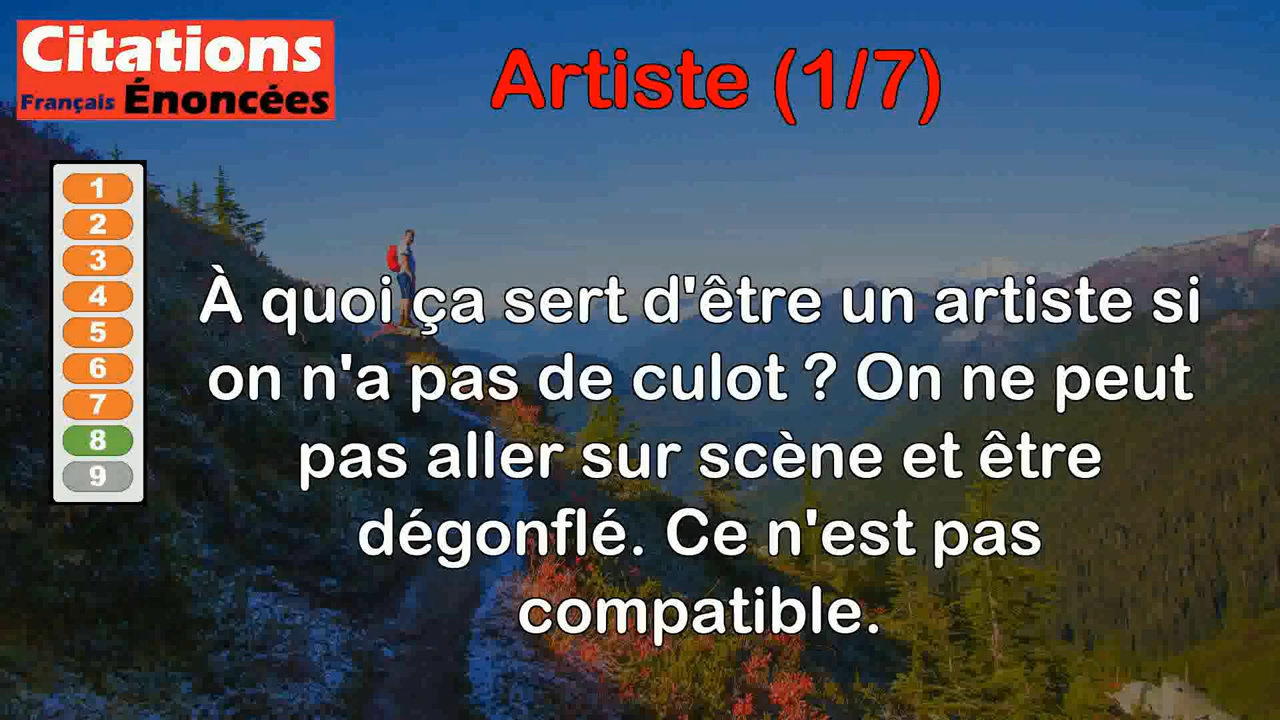 Citations
Français Énoncées
Artiste (1/7)
1
2
3
4
5
6
7
8
9
À quoi ça sert d'être un artiste si
on n'a pas de culot ? On ne peut
pas aller sur scène et être
dégonflé. Ce n'est pas
compatible.